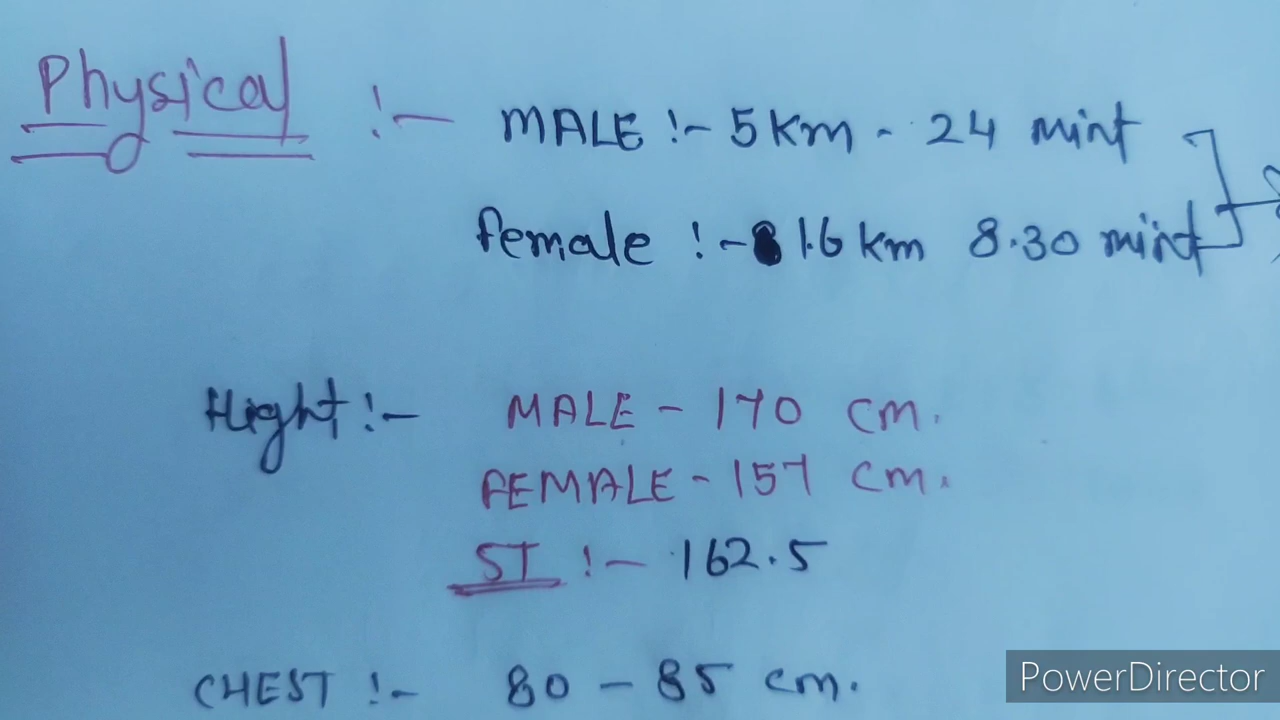 Physical :- MALE :- 5 Km - 24 mint
female :- 1.6 km 8.30 mint
Hight :- MALE - 170 cm.
FEMALE - 157 cm.
ST :- 162.5
CHEST :- 80 - 85 cm.
PowerDirector